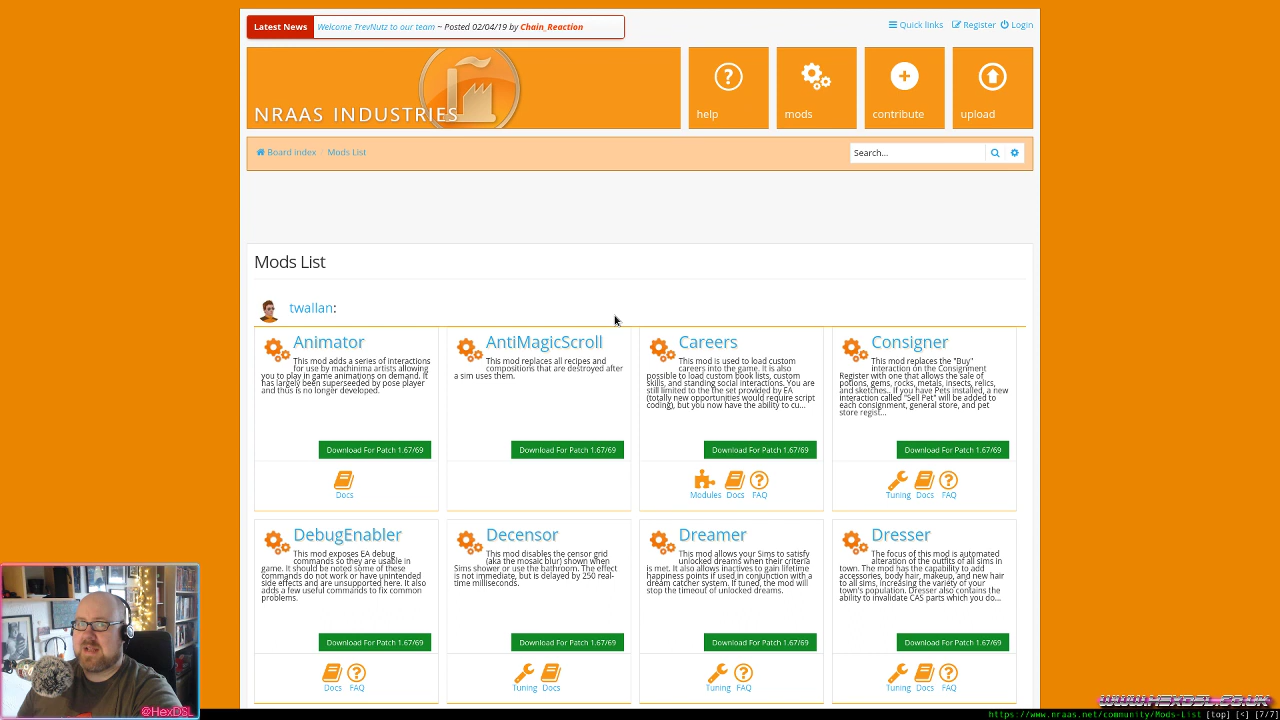 Latest News Welcome TrevNutz to our team ~ Posted 02/04/19 by Chain_Reaction
Quick links Register Login
NRAAS INDUSTRIES
help
mods
contribute
upload
Board index Mods List
Search…
Mods List
twallan:
Animator
This mod adds a series of interactions
for use by machinima artists allowing
you to play in game animations on demand. It
has largely been superseded by pose player
and thus is no longer developed.
Download For Patch 1.67/69
Docs
AntiMagicScroll
This mod replaces all recipes and
compositions that are destroyed after
a sim uses them.
Download For Patch 1.67/69
Careers
This mod is used to load custom
careers into the game. It is also
possible to load custom book lists, custom
skills, and standing social interactions. You are
still limited to the set provided by EA
(totally new opportunities would require script
coding), but you now have the ability to cu...
Download For Patch 1.67/69
Modules Docs FAQ
Consigner
This mod replaces the "Buy"
interaction on the Consignment
Register with one that allows the sale of
potions, gems, rocks, metals, insects, relics,
and sketches.. If you have Pets installed, a new
interaction called "Sell Pet" will be added to
each consignment, general store, and pet
store regist...
Download For Patch 1.67/69
Tuning Docs FAQ
DebugEnabler
This mod exposes EA debug
commands so they are usable in
game. It should be noted some of these
commands do not work or have unintended
side effects and are unsupported here. It also
adds a few useful commands to fix common
problems.
Download For Patch 1.67/69
Docs FAQ
Decensor
This mod disables the censor grid
(aka the mosaic blur) shown when
Sims shower or use the bathroom. The effect
is not immediate, but is delayed by 250 real-
time milliseconds.
Download For Patch 1.67/69
Tuning Docs
Dreamer
This mod allows your Sims to satisfy
unlocked dreams when their criteria
is met. It also allows inactives to gain lifetime
happiness points if used in conjunction with a
dream catcher system. If tuned, the mod will
stop the timeout of unlocked dreams.
Download For Patch 1.67/69
Tuning FAQ
Dresser
The focus of this mod is automated
alteration of the outfits of all sims in
town. The mod has the capability to add
accessories, body hair, makeup, and new hair
to all sims, increasing the variety of your
town's population. Dresser also contains the
ability to invalidate CAS parts which you do...
Download For Patch 1.67/69
Tuning Docs FAQ
@HexDSL
WWW.HEXDSL.CO.UK
https://www.nraas.net/community/Mods-List [top] [<] [7/7]